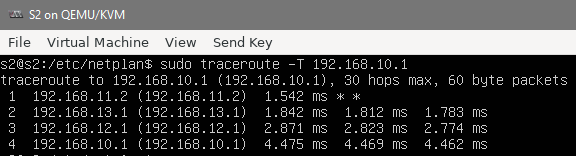 S2 on QEMU/KVM
File Virtual Machine View Send Key
s2@s2:/etc/netplan$ sudo traceroute -T 192.168.10.1
traceroute to 192.168.10.1 (192.168.10.1), 30 hops max, 60 byte packets
1 192.168.11.2 (192.168.11.2) 1.542 ms * *
2 192.168.13.1 (192.168.13.1) 1.842 ms 1.812 ms 1.783 ms
3 192.168.12.1 (192.168.12.1) 2.871 ms 2.823 ms 2.774 ms
4 192.168.10.1 (192.168.10.1) 4.475 ms 4.469 ms 4.462 ms